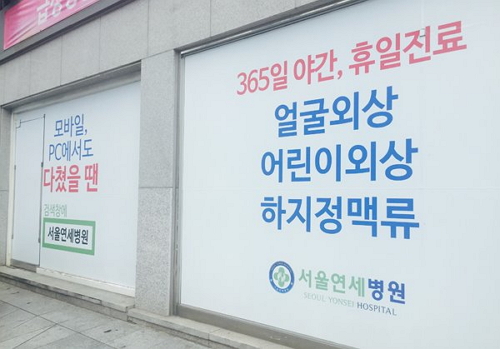 모바일,
PC에서도
다쳤을 땐
검색창에
서울연세병원
365일 야간, 휴일진료
얼굴외상
어린이외상
하지정맥류
서울연세병원
SEOUL YONSEI HOSPITAL